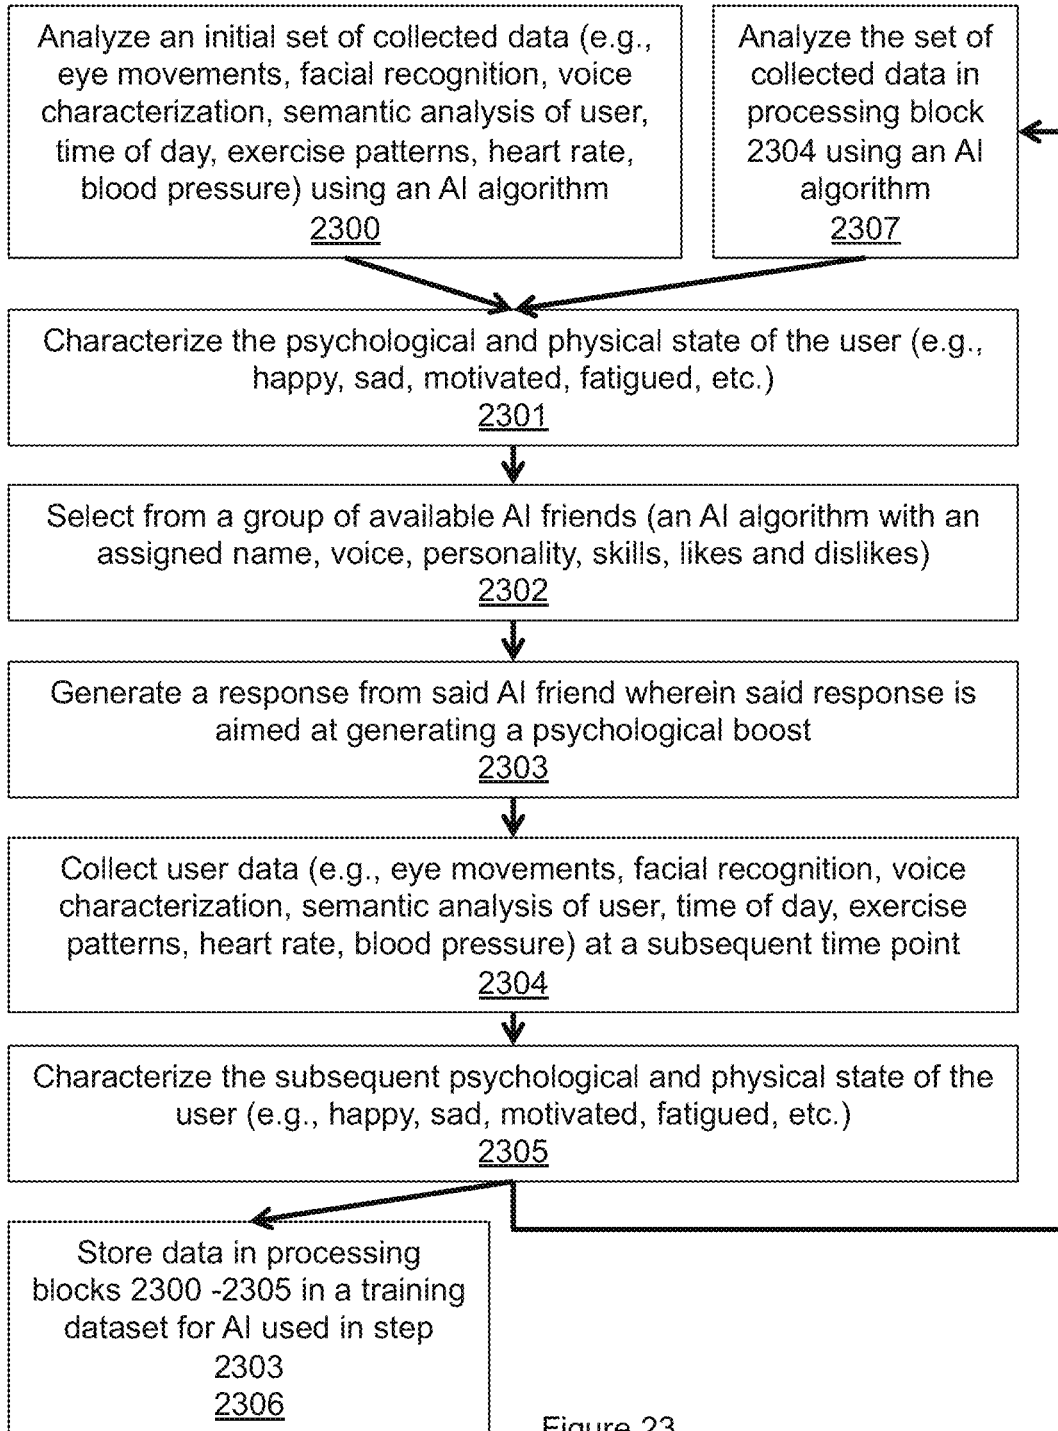 Analyze an initial set of collected data (e.g.,
eye movements, facial recognition, voice
characterization, semantic analysis of user,
time of day, exercise patterns, heart rate,
blood pressure) using an AI algorithm
2300
Analyze the set of
collected data in
processing block
2304 using an AI
algorithm
2307
Characterize the psychological and physical state of the user (e.g.,
happy, sad, motivated, fatigued, etc.)
2301
Select from a group of available AI friends (an AI algorithm with an
assigned name, voice, personality, skills, likes and dislikes)
2302
Generate a response from said AI friend wherein said response is
aimed at generating a psychological boost
2303
Collect user data (e.g., eye movements, facial recognition, voice
characterization, semantic analysis of user, time of day, exercise
patterns, heart rate, blood pressure) at a subsequent time point
2304
Characterize the subsequent psychological and physical state of the
user (e.g., happy, sad, motivated, fatigued, etc.)
2305
Store data in processing
blocks 2300 -2305 in a training
dataset for AI used in step
2303
2306
Figure 23